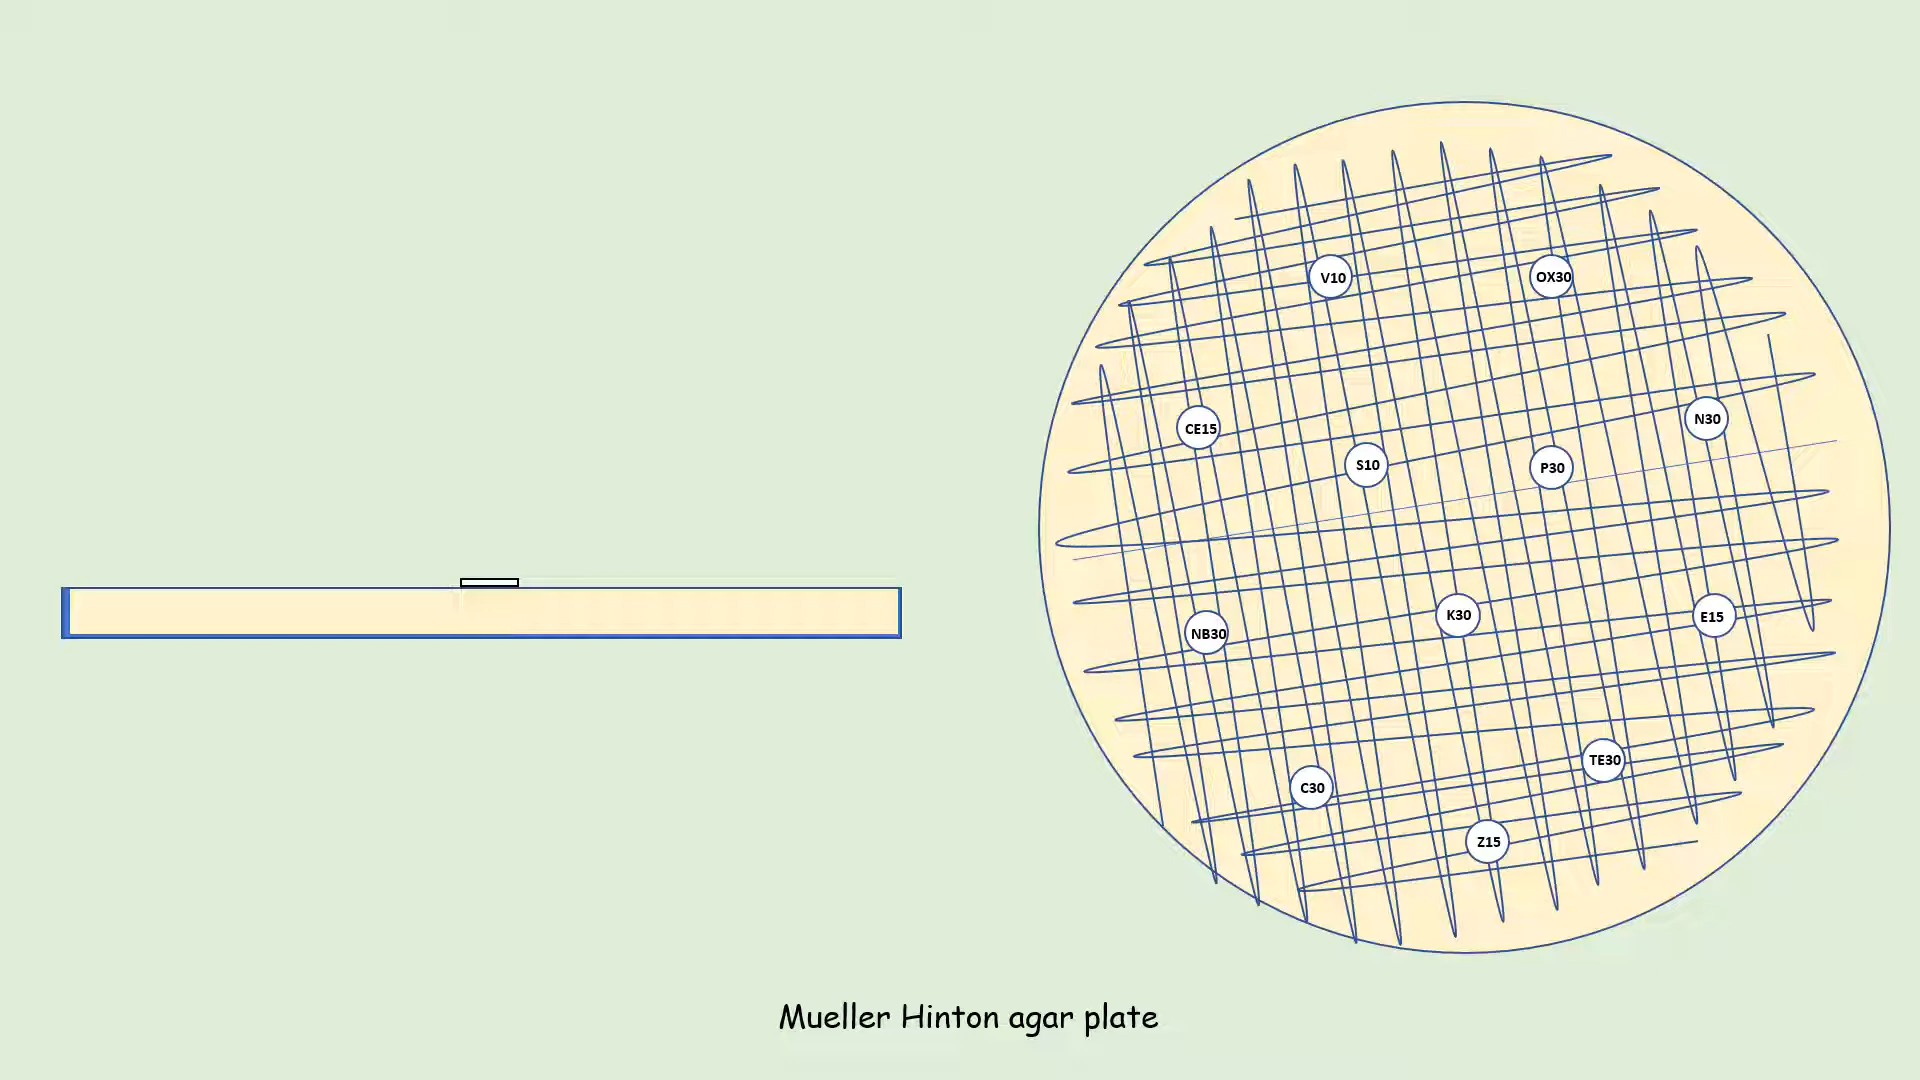 V10
OX30
CE15
N30
S10
P30
NB30
K30
E15
TE30
C30
Z15
Mueller Hinton agar plate